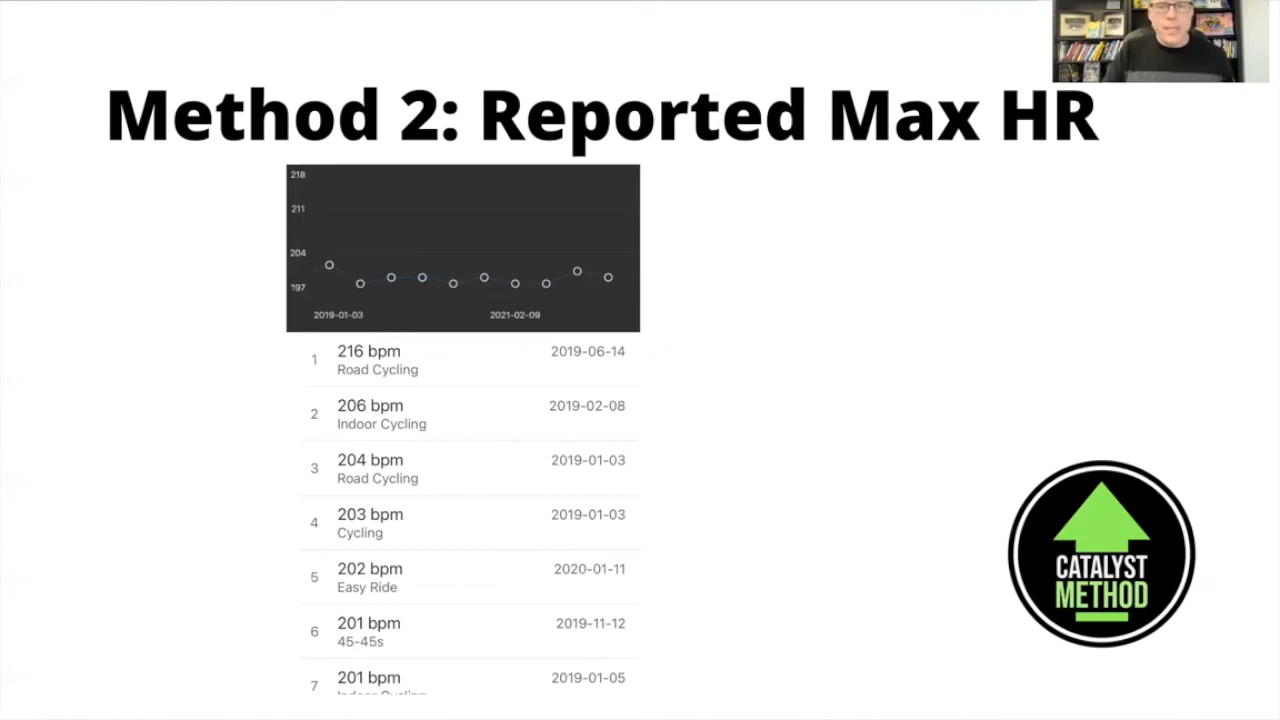 Method 2: Reported Max HR
218
211
204
197
2019-01-03 2021-02-09
1 216 bpm 2019-06-14
Road Cycling
2 206 bpm 2019-02-08
Indoor Cycling
3 204 bpm 2019-01-03
Road Cycling
4 203 bpm 2019-01-03
Cycling
5 202 bpm 2020-01-11
Easy Ride
6 201 bpm 2019-11-12
45-45s
7 201 bpm 2019-01-05
Indoor Cycling
CATALYST
METHOD